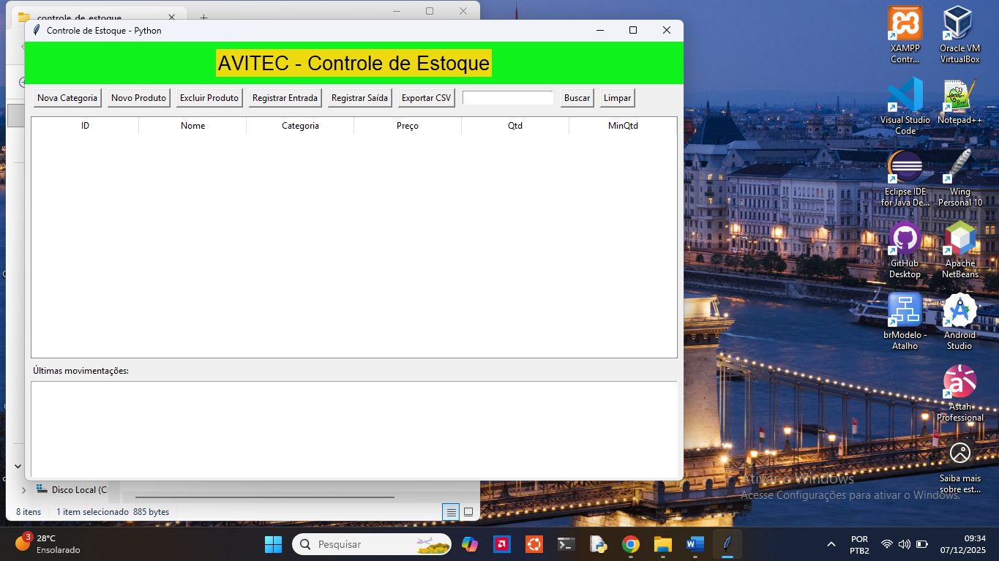 controle_de_estoque
Controle de Estoque - Python
AVITEC - Controle de Estoque
Nova Categoria
Novo Produto
Excluir Produto
Registrar Entrada
Registrar Saída
Exportar CSV
Buscar
Limpar
ID
Nome
Categoria
Preço
Qtd
MinQtd
Últimas movimentações:
Disco Local (C:
8 itens
1 item selecionado 885 bytes
XAMPP
Contr...
Oracle VM
VirtualBox
Visual Studio
Code
Notepad++
Eclipse IDE
for Java De...
Wing
Personal 10
GitHub
Desktop
Apache
NetBeans
brModelo -
Atalho
Android
Studio
Astah
Professional
Saiba mais
sobre est...
Ativar o Windows
Acesse Configurações para ativar o Windows.
3
28°C
Ensolarado
Pesquisar
POR
PTB2
09:34
07/12/2025